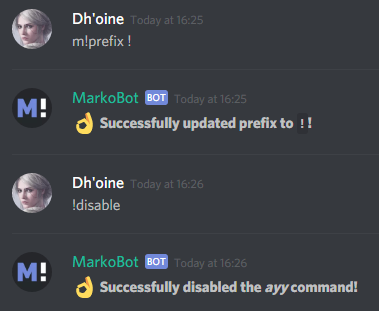 Dh'oine Today at 16:25
m!prefix !
M! MarkoBot BOT Today at 16:25
👌 Successfully updated prefix to ! !
Dh'oine Today at 16:26
!disable
M! MarkoBot BOT Today at 16:26
👌 Successfully disabled the ayy command!